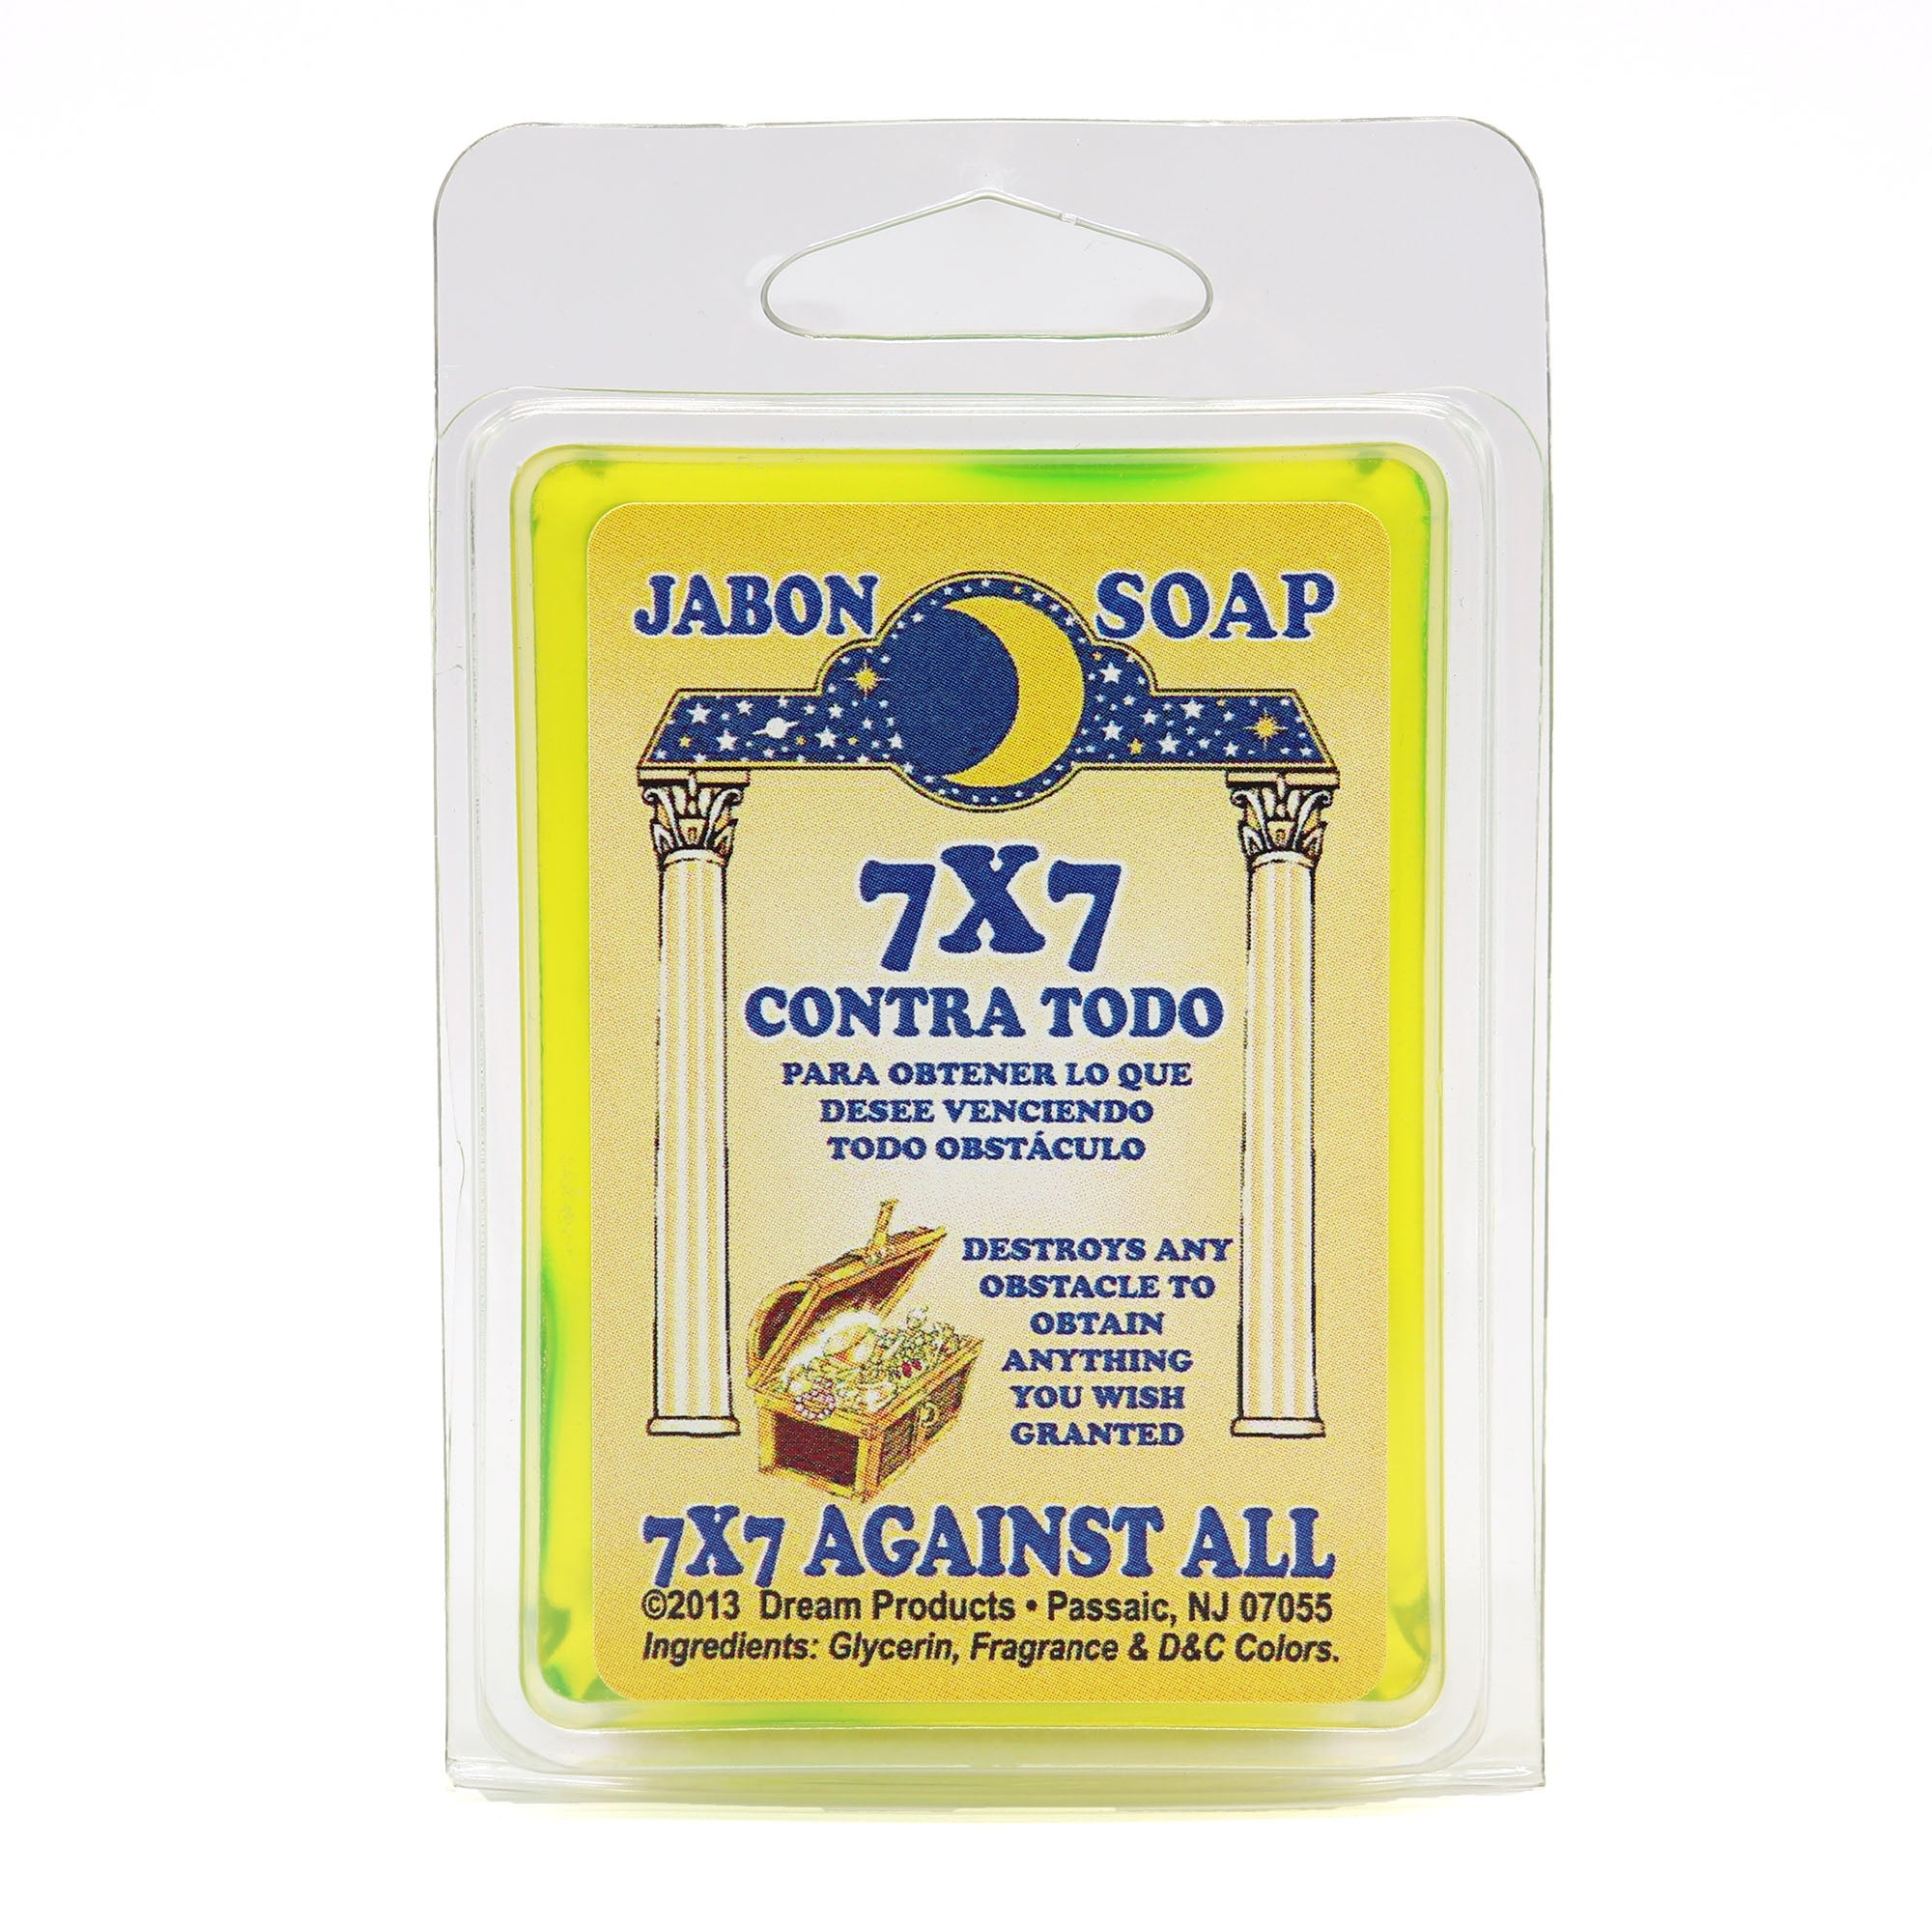 JABON SOAP
7X7
CONTRA TODO
PARA OBTENER LO QUE
DESEE VENCIENDO
TODO OBSTÁCULO
DESTROYS ANY
OBSTACLE TO
OBTAIN
ANYTHING
YOU WISH
GRANTED
7X7 AGAINST ALL
©2013 Dream Products • Passaic, NJ 07055
Ingredients: Glycerin, Fragrance & D&C Colors.